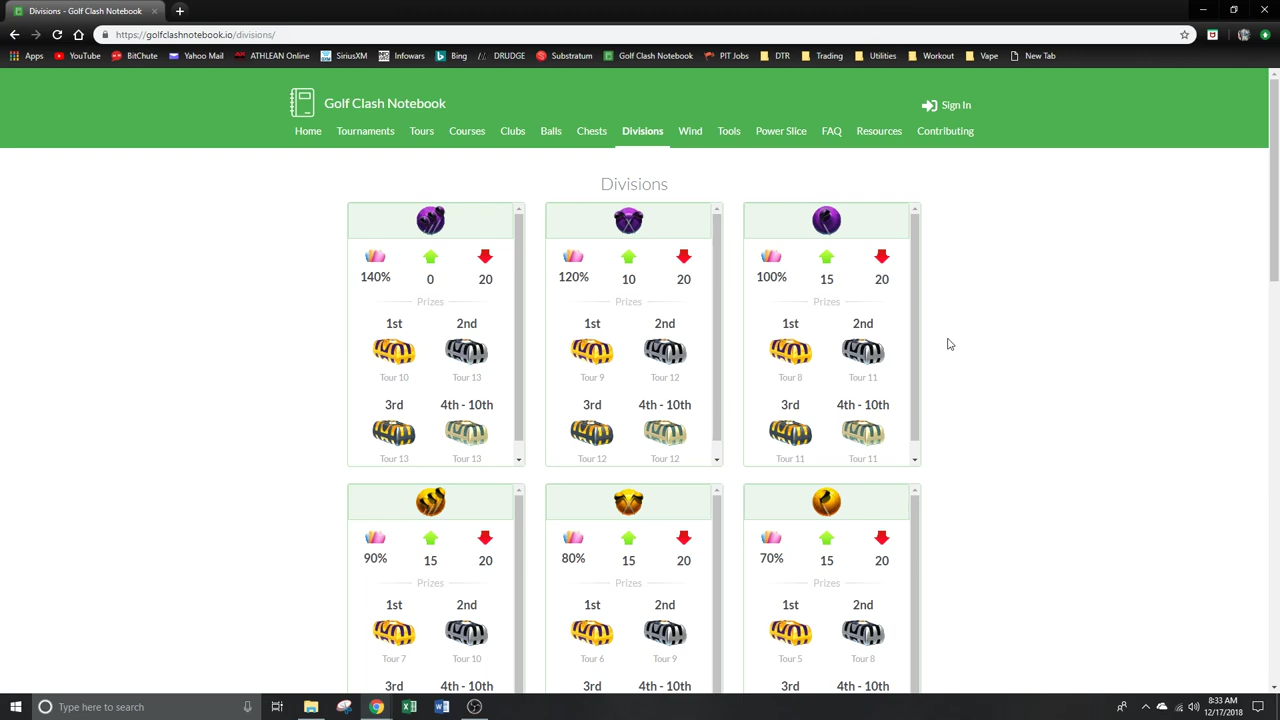 Divisions - Golf Clash Notebook
https://golfclashnotebook.io/divisions/
Apps YouTube BitChute Yahoo Mail ATHLEAN Online SiriusXM Infowars Bing DRUDGE Substratum Golf Clash Notebook PIT Jobs DTR Trading Utilities Workout Vape New Tab
Golf Clash Notebook
Sign In
Home Tournaments Tours Courses Clubs Balls Chests Divisions Wind Tools Power Slice FAQ Resources Contributing
Divisions
140% 0 20
Prizes
1st 2nd
Tour 10 Tour 13
3rd 4th - 10th
Tour 13 Tour 13
120% 10 20
Prizes
1st 2nd
Tour 9 Tour 12
3rd 4th - 10th
Tour 12 Tour 12
100% 15 20
Prizes
1st 2nd
Tour 8 Tour 11
3rd 4th - 10th
Tour 11 Tour 11
90% 15 20
Prizes
1st 2nd
Tour 7 Tour 10
3rd 4th - 10th
80% 15 20
Prizes
1st 2nd
Tour 6 Tour 9
3rd 4th - 10th
70% 15 20
Prizes
1st 2nd
Tour 5 Tour 8
3rd 4th - 10th
Type here to search
8:33 AM
12/17/2018